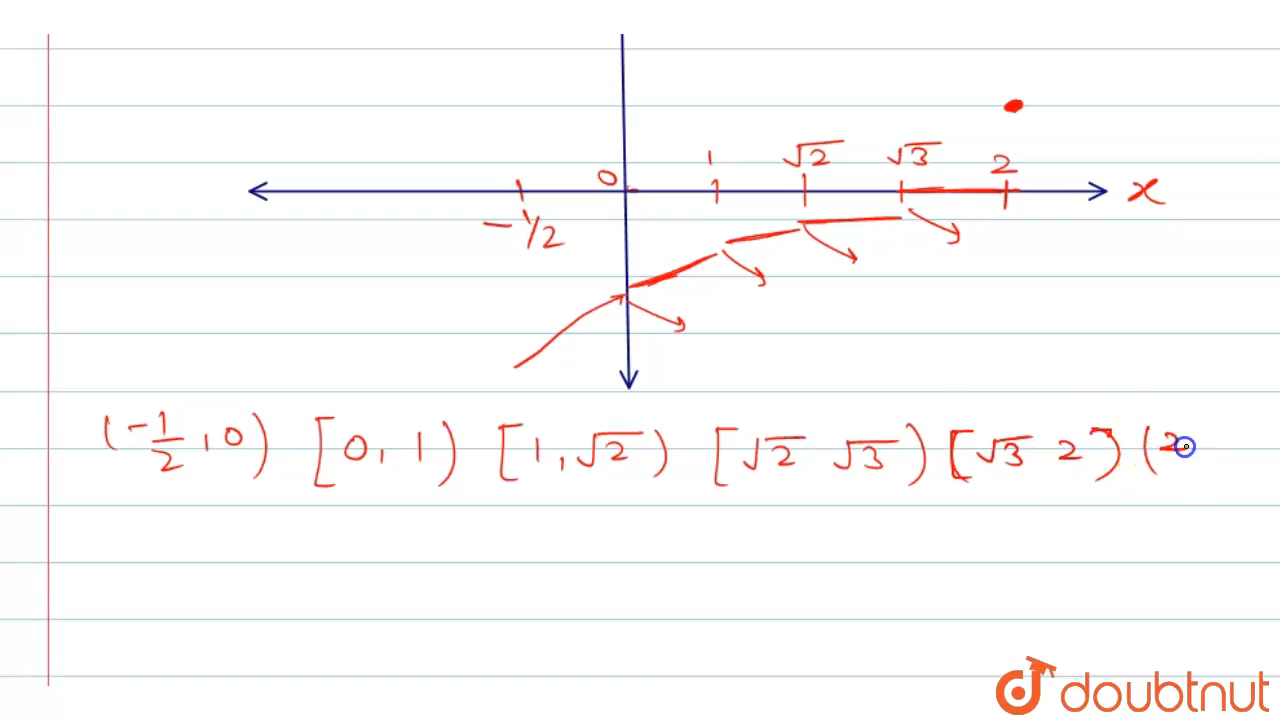 1 √2 √3 2
0
x
-1/2
(-1/2, 0) [0, 1) [1, √2) [√2 √3) [√3 2) (2
doubtnut